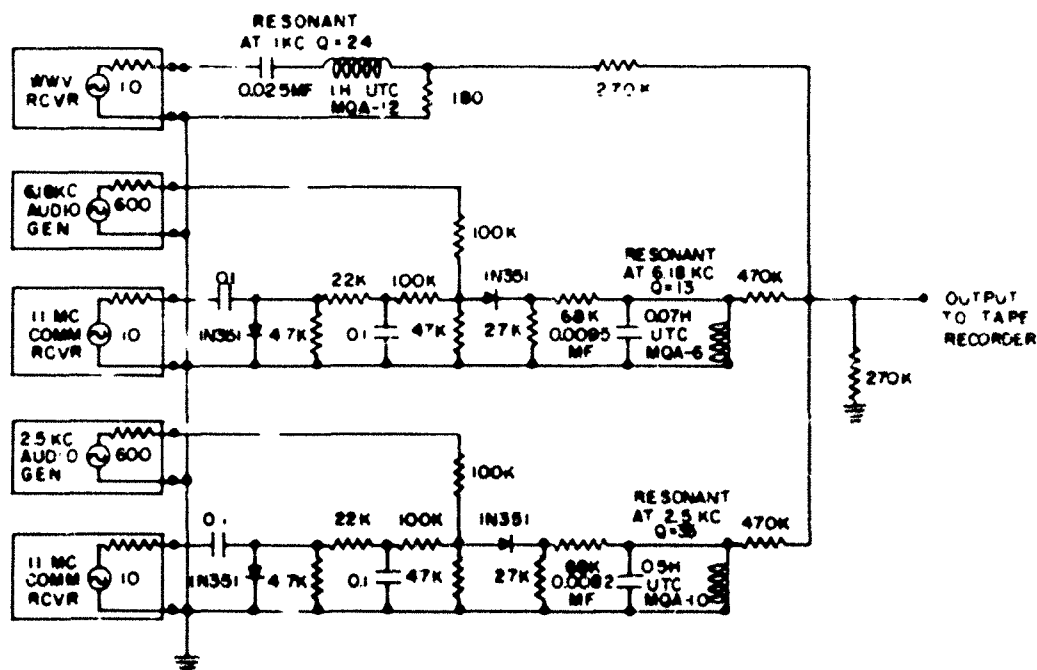 RESONANT
AT 1KC Q=24
WWV
RCVR
10
0.025MF
1H UTC
MQA-12
180
270K
6.18KC
AUDIO
GEN
600
100K
11 MC
COMM
RCVR
10
0.1
1N351
4.7K
22K
0.1
100K
47K
1N351
27K
68K
0.0095
MF
RESONANT
AT 6.18 KC
Q=13
0.07H
UTC
MQA-6
470K
OUTPUT
TO TAPE
RECORDER
270K
2.5 KC
AUDIO
GEN
600
100K
11 MC
COMM
RCVR
10
0.1
1N351
4.7K
22K
0.1
100K
47K
1N351
27K
68K
0.0082
MF
RESONANT
AT 2.5 KC
0.5H
UTC
MQA-10
470K